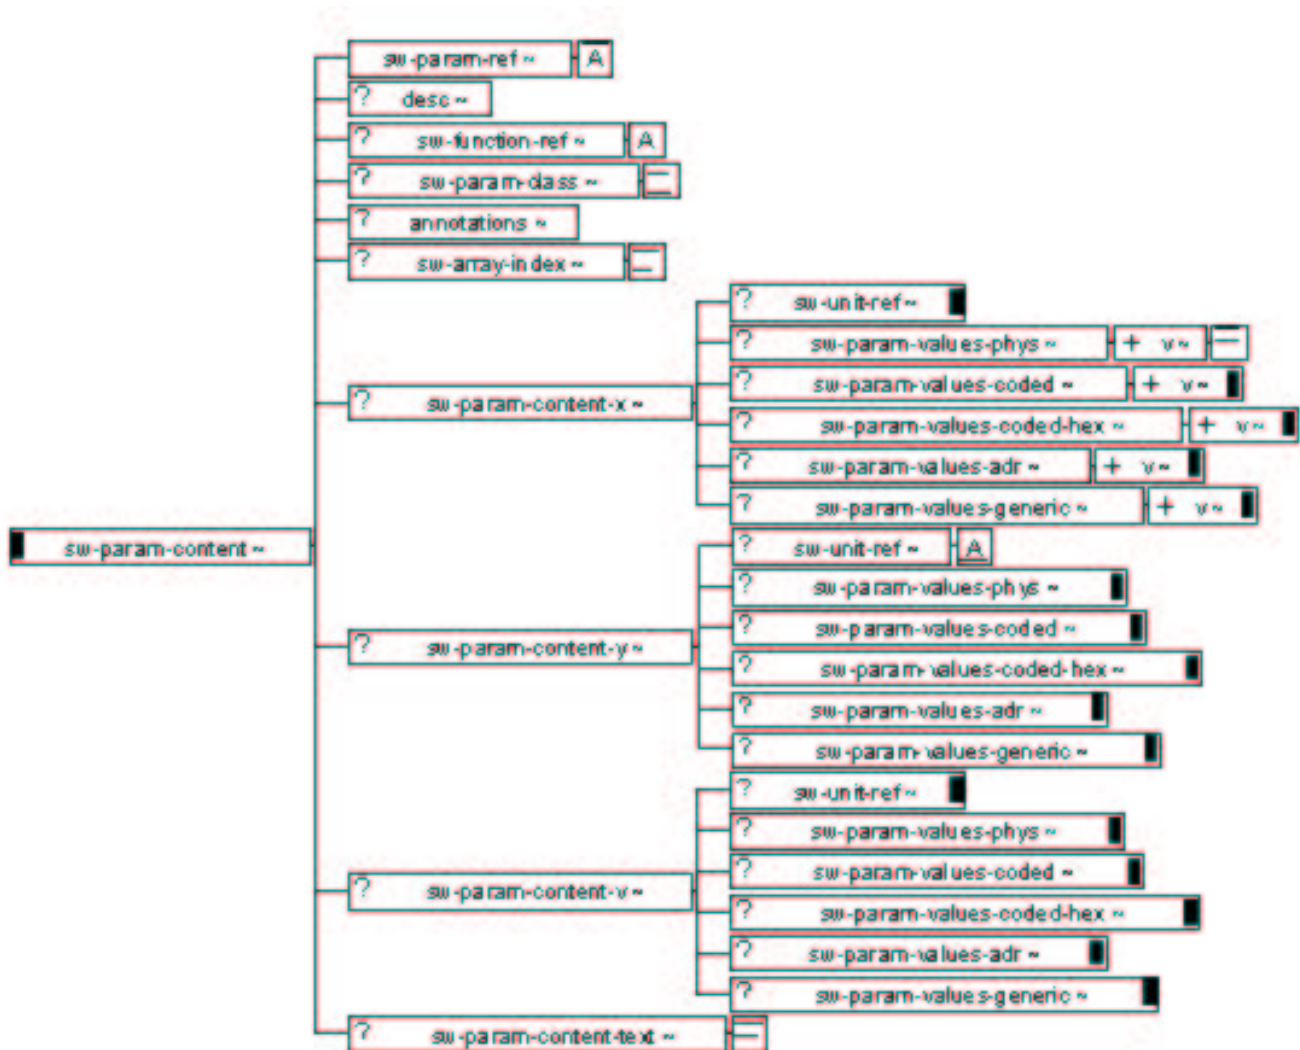 sw-param-ref ~ A
? desc ~
? sw-function-ref ~ A
? sw-param-class ~
? annotations ~
? sw-array-index ~
? sw-unit-ref ~
? sw-param-values-phys ~ + v ~
? sw-param-values-coded ~ + v ~
? sw-param-content-x ~
? sw-param-values-coded-hex ~ + v ~
? sw-param-values-adr ~ + v ~
? sw-param-values-generic ~ + v ~
sw-param-content ~
? sw-unit-ref ~ A
? sw-param-values-phys ~
? sw-param-values-coded ~
? sw-param-content-y ~
? sw-param-values-coded-hex ~
? sw-param-values-adr ~
? sw-param-values-generic ~
? sw-unit-ref ~
? sw-param-values-phys ~
? sw-param-values-coded ~
? sw-param-content-v ~
? sw-param-values-coded-hex ~
? sw-param-values-adr ~
? sw-param-values-generic ~
? sw-param-content-text ~